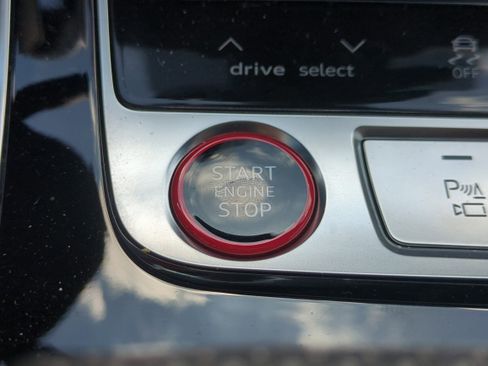 drive select
OFF
START
ENGINE
STOP
P